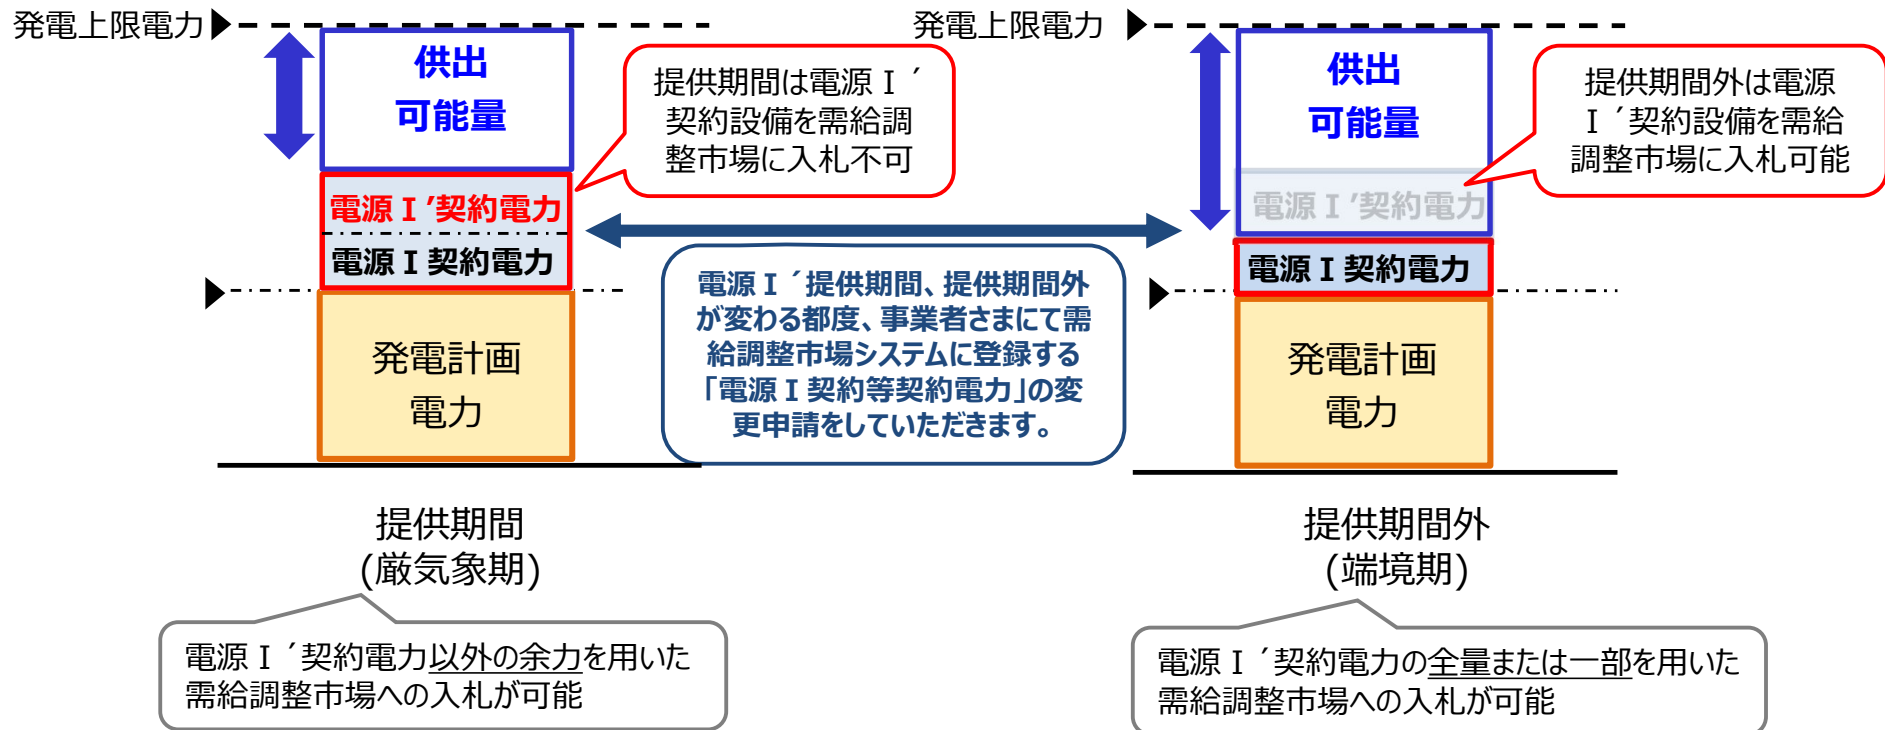 発電上限電力
供出
可能量
提供期間は電源Ⅰ´
契約設備を需給調
整市場に入札不可
電源Ⅰ′契約電力
電源Ⅰ契約電力
発電計画
電力
提供期間
(厳気象期)
電源Ⅰ´契約電力以外の余力を用いた
需給調整市場への入札が可能
電源Ⅰ´提供期間、提供期間外
が変わる都度、事業者さまにて需
給調整市場システムに登録する
「電源Ⅰ契約等契約電力」の変
更申請をしていただきます。
発電上限電力
供出
可能量
提供期間外は電源
Ⅰ´契約設備を需給
調整市場に入札可能
電源Ⅰ′契約電力
電源Ⅰ契約電力
発電計画
電力
提供期間外
(端境期)
電源Ⅰ´契約電力の全量または一部を用いた
需給調整市場への入札が可能